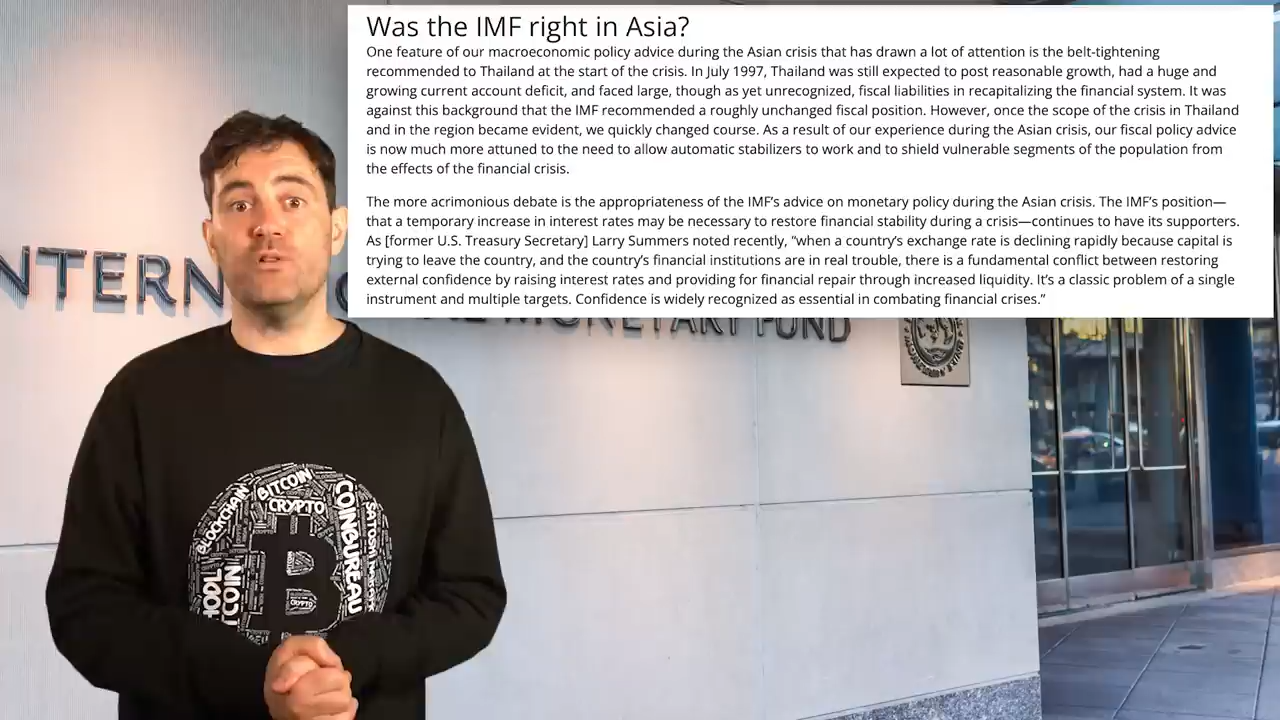 Was the IMF right in Asia?
One feature of our macroeconomic policy advice during the Asian crisis that has drawn a lot of attention is the belt-tightening
recommended to Thailand at the start of the crisis. In July 1997, Thailand was still expected to post reasonable growth, had a huge and
growing current account deficit, and faced large, though as yet unrecognized, fiscal liabilities in recapitalizing the financial system. It was
against this background that the IMF recommended a roughly unchanged fiscal position. However, once the scope of the crisis in Thailand
and in the region became evident, we quickly changed course. As a result of our experience during the Asian crisis, our fiscal policy advice
is now much more attuned to the need to allow automatic stabilizers to work and to shield vulnerable segments of the population from
the effects of the financial crisis.
The more acrimonious debate is the appropriateness of the IMF’s advice on monetary policy during the Asian crisis. The IMF’s position—
that a temporary increase in interest rates may be necessary to restore financial stability during a crisis—continues to have its supporters.
As [former U.S. Treasury Secretary] Larry Summers noted recently, “when a country’s exchange rate is declining rapidly because capital is
trying to leave the country, and the country’s financial institutions are in real trouble, there is a fundamental conflict between restoring
external confidence by raising interest rates and providing for financial repair through increased liquidity. It’s a classic problem of a single
instrument and multiple targets. Confidence is widely recognized as essential in combating financial crises.”
NTERN
MONETARY FUND
BITCOIN
CRYPTO
BLOCKCHAIN
COINBUREAU
HODL